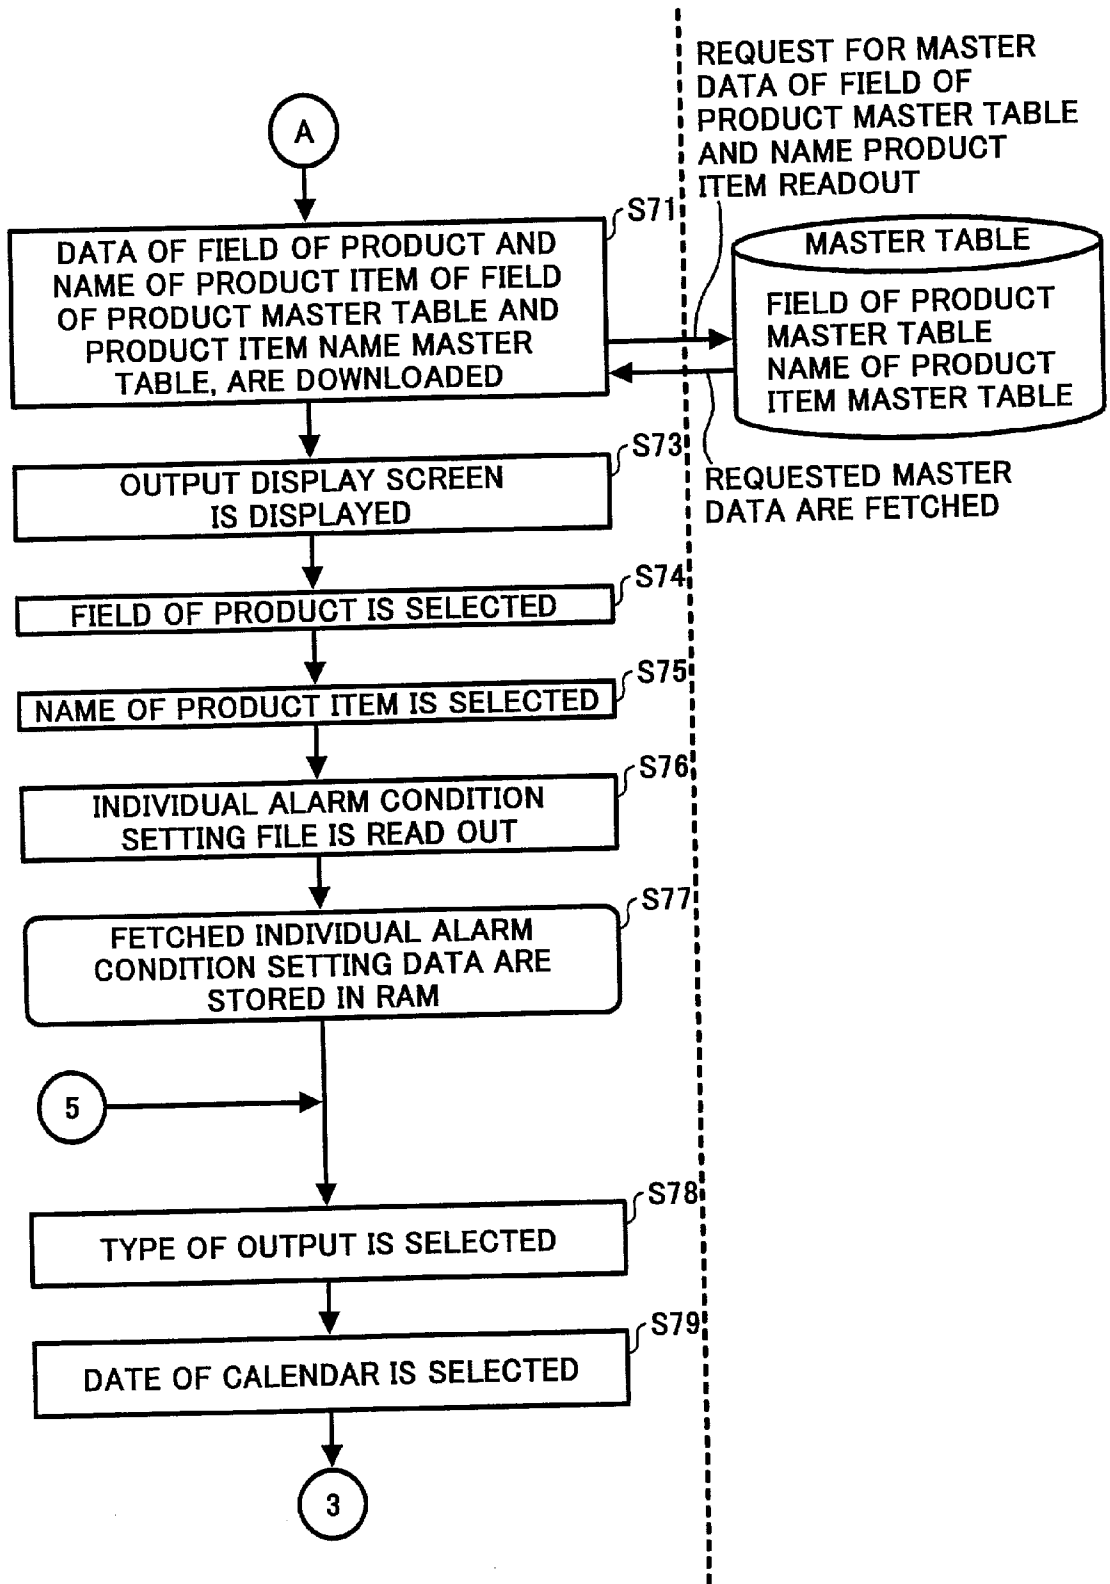 REQUEST FOR MASTER
DATA OF FIELD OF
PRODUCT MASTER TABLE
AND NAME PRODUCT
ITEM READOUT
A
S71
DATA OF FIELD OF PRODUCT AND
NAME OF PRODUCT ITEM OF FIELD
OF PRODUCT MASTER TABLE AND
PRODUCT ITEM NAME MASTER
TABLE, ARE DOWNLOADED
MASTER TABLE
FIELD OF PRODUCT
MASTER TABLE
NAME OF PRODUCT
ITEM MASTER TABLE
REQUESTED MASTER
DATA ARE FETCHED
S73
OUTPUT DISPLAY SCREEN
IS DISPLAYED
S74
FIELD OF PRODUCT IS SELECTED
S75
NAME OF PRODUCT ITEM IS SELECTED
S76
INDIVIDUAL ALARM CONDITION
SETTING FILE IS READ OUT
S77
FETCHED INDIVIDUAL ALARM
CONDITION SETTING DATA ARE
STORED IN RAM
5
S78
TYPE OF OUTPUT IS SELECTED
S79
DATE OF CALENDAR IS SELECTED
3